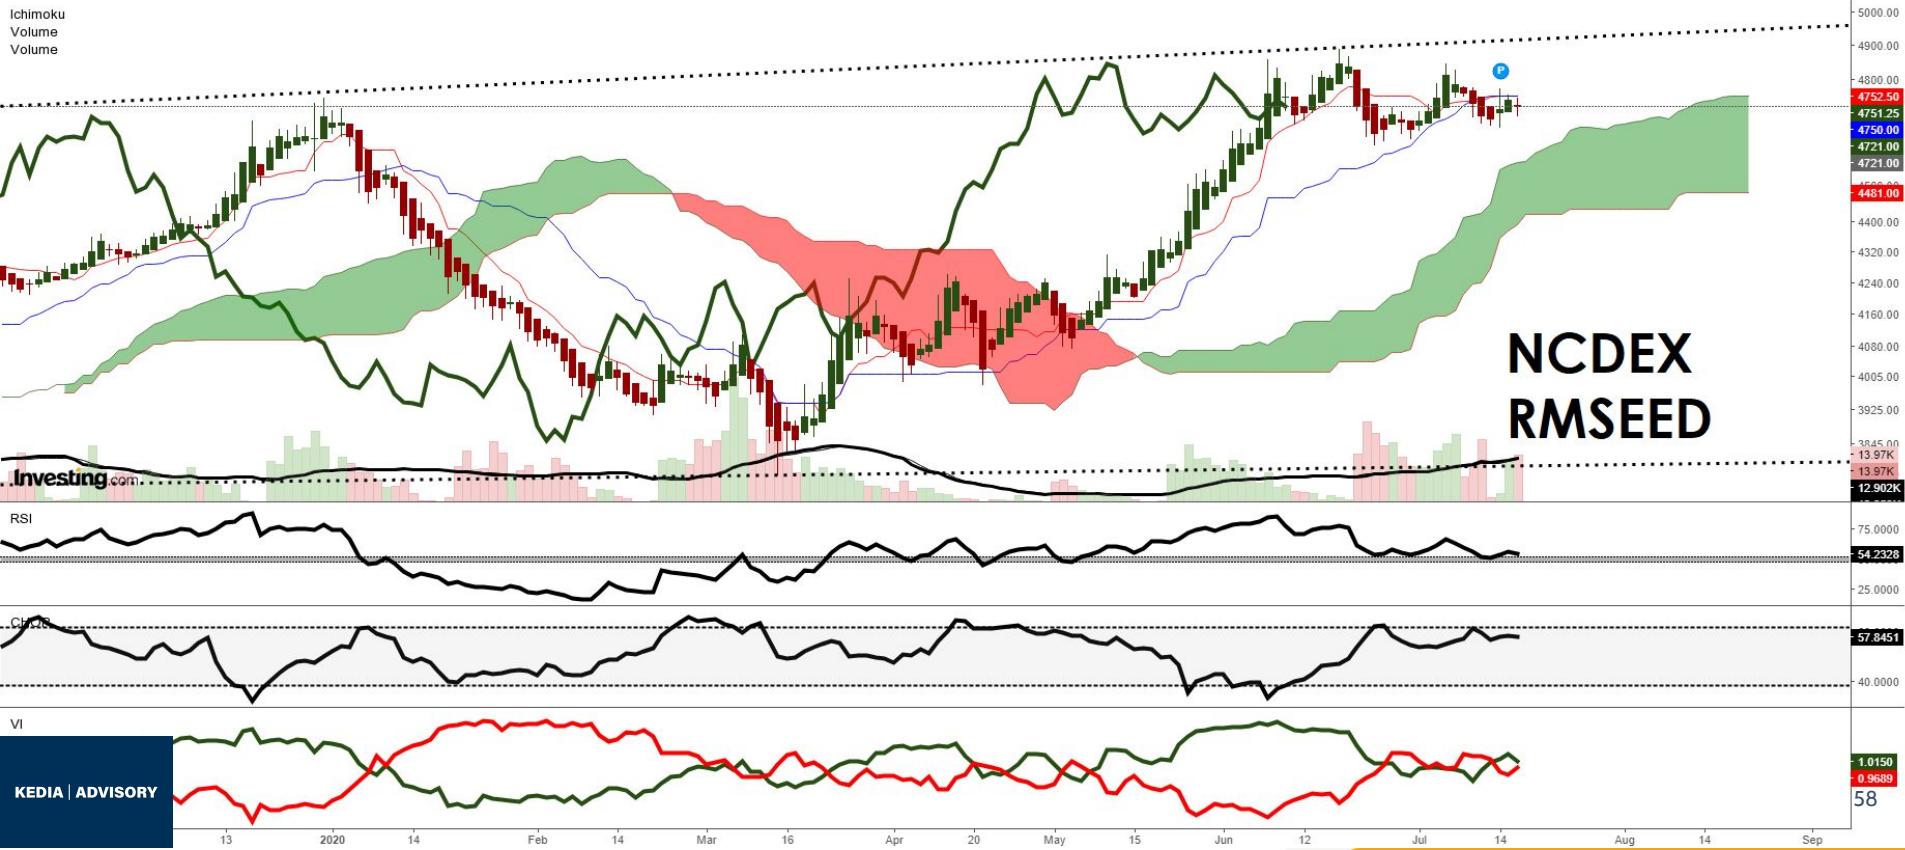 Ichimoku
Volume
Volume
5000.00
4900.00
4800.00
P
4752.50
4751.25
4750.00
4721.00
4721.00
4481.00
4400.00
4320.00
4240.00
4160.00
4080.00
4005.00
3925.00
3845.00
NCDEX
RMSEED
13.97K
13.97K
12.902K
Investing.com
RSI
75.0000
54.2328
25.0000
CHOP
57.8451
40.0000
VI
1.0150
0.9689
KEDIA | ADVISORY
58
13
2020
14
Feb
14
Mar
16
Apr
20
May
15
Jun
12
Jul
14
Aug
14
Sep